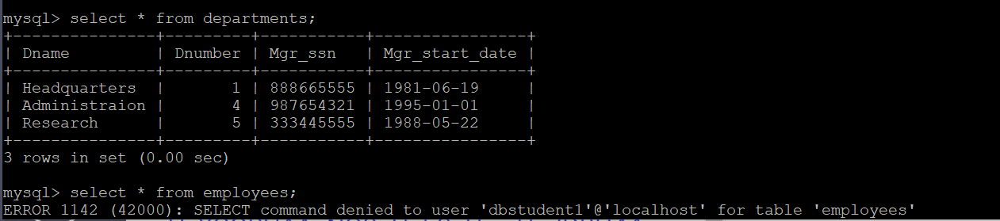 mysql> select * from departments;
+---------------+---------+-----------+----------------+
| Dname         | Dnumber | Mgr_ssn   | Mgr_start_date |
+---------------+---------+-----------+----------------+
| Headquarters  |       1 | 888665555 | 1981-06-19     |
| Administraion |       4 | 987654321 | 1995-01-01     |
| Research      |       5 | 333445555 | 1988-05-22     |
+---------------+---------+-----------+----------------+
3 rows in set (0.00 sec)
mysql> select * from employees;
ERROR 1142 (42000): SELECT command denied to user 'dbstudent1'@'localhost' for table 'employees'